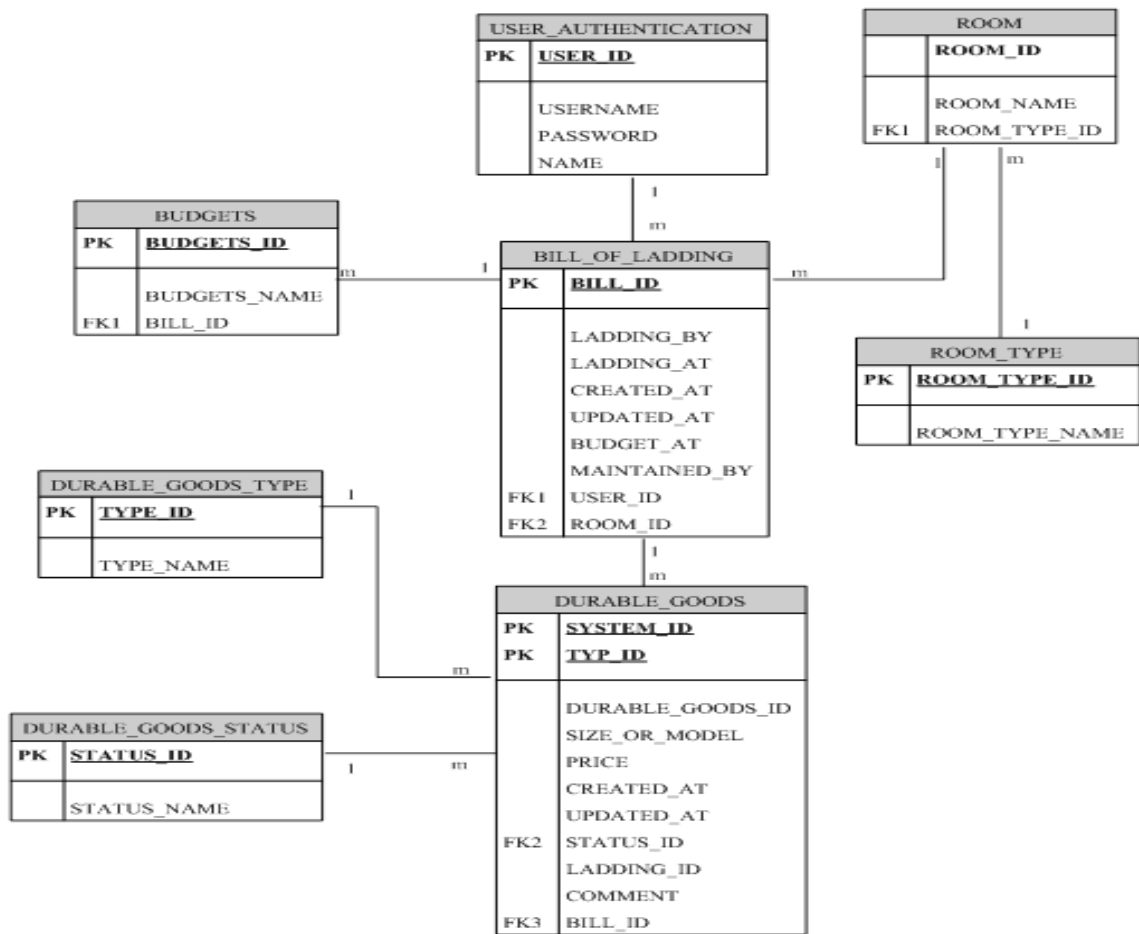 USER_AUTHENTICATION
PK USER_ID
USERNAME
PASSWORD
NAME
ROOM
ROOM_ID
ROOM_NAME
FK1 ROOM_TYPE_ID
1
m
1
m
BUDGETS
PK BUDGETS_ID
BUDGETS_NAME
FK1 BILL_ID
m
1
BILL_OF_LADDING
PK BILL_ID
LADDING_BY
LADDING_AT
CREATED_AT
UPDATED_AT
BUDGET_AT
MAINTAINED_BY
FK1 USER_ID
FK2 ROOM_ID
m
1
ROOM_TYPE
PK ROOM_TYPE_ID
ROOM_TYPE_NAME
DURABLE_GOODS_TYPE
PK TYPE_ID
TYPE_NAME
1
m
1
m
DURABLE_GOODS
PK SYSTEM_ID
PK TYP_ID
DURABLE_GOODS_ID
SIZE_OR_MODEL
PRICE
CREATED_AT
UPDATED_AT
FK2 STATUS_ID
LADDING_ID
COMMENT
FK3 BILL_ID
DURABLE_GOODS_STATUS
PK STATUS_ID
STATUS_NAME
1
m